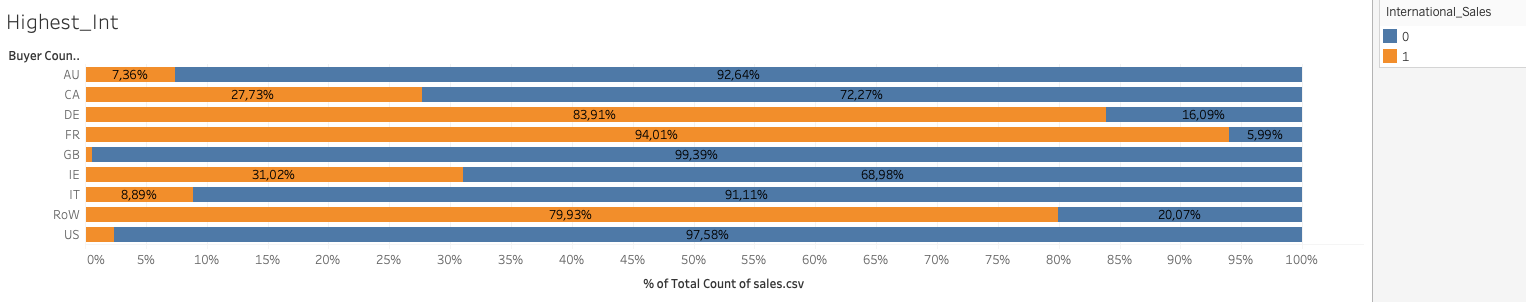 Highest_Int
International_Sales
0
1
Buyer Coun..
AU 7,36% 92,64%
CA 27,73% 72,27%
DE 83,91% 16,09%
FR 94,01% 5,99%
GB 99,39%
IE 31,02% 68,98%
IT 8,89% 91,11%
RoW 79,93% 20,07%
US 97,58%
0% 5% 10% 15% 20% 25% 30% 35% 40% 45% 50% 55% 60% 65% 70% 75% 80% 85% 90% 95% 100%
% of Total Count of sales.csv